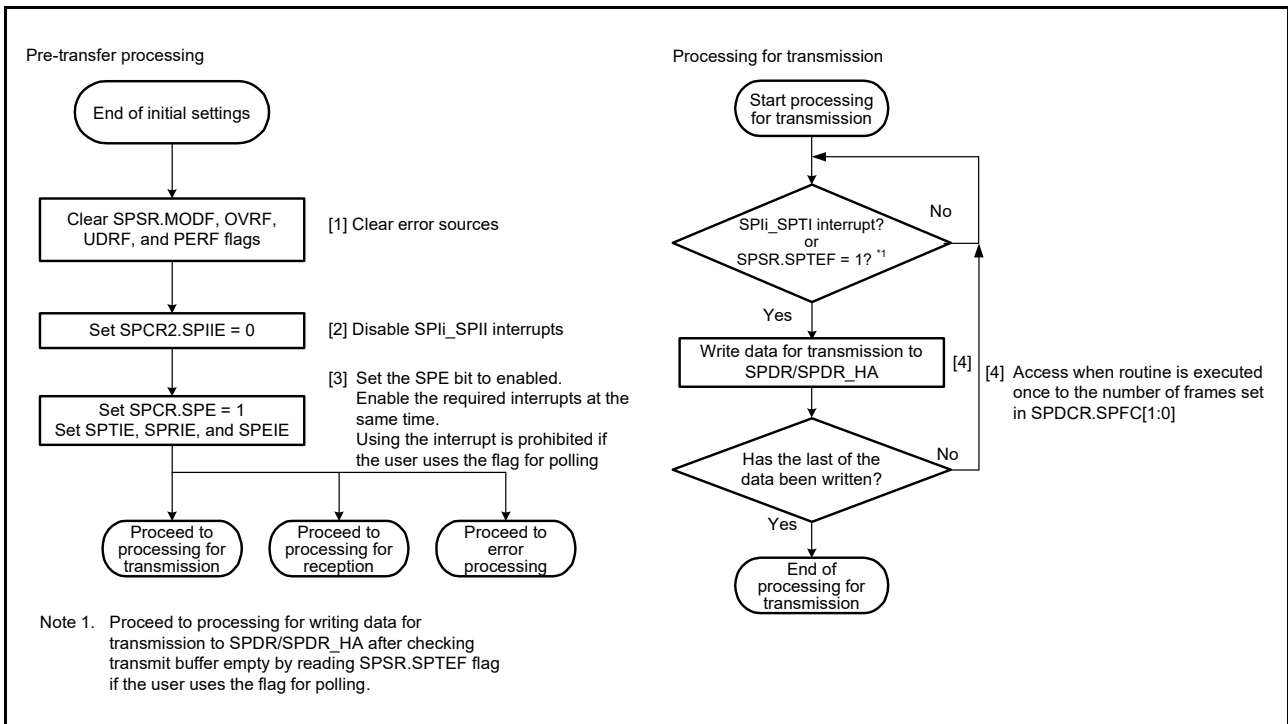 Pre-transfer processing
End of initial settings
Clear SPSR.MODF, OVRF,
UDRF, and PERF flags
[1] Clear error sources
Set SPCR2.SPIIE = 0
[2] Disable SPIi_SPII interrupts
Set SPCR.SPE = 1
Set SPTIE, SPRIE, and SPEIE
[3] Set the SPE bit to enabled.
Enable the required interrupts at the
same time.
Using the interrupt is prohibited if
the user uses the flag for polling
Proceed to
processing for
transmission
Proceed to
processing for
reception
Proceed to
error
processing
Note 1. Proceed to processing for writing data for
transmission to SPDR/SPDR_HA after checking
transmit buffer empty by reading SPSR.SPTEF flag
if the user uses the flag for polling.
Processing for transmission
Start processing
for transmission
SPIi_SPTI interrupt?
or
SPSR.SPTEF = 1? *1
No
Yes
Write data for transmission to
SPDR/SPDR_HA
[4]
[4] Access when routine is executed
once to the number of frames set
in SPDCR.SPFC[1:0]
Has the last of the
data been written?
No
Yes
End of
processing for
transmission